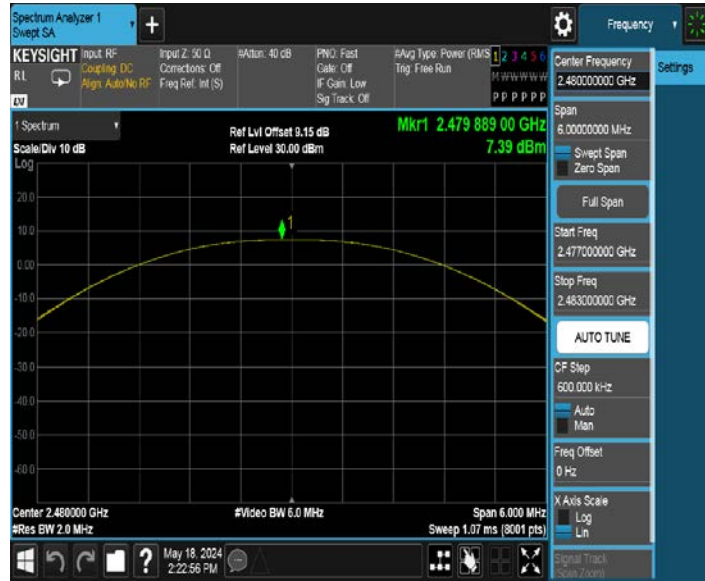 Spectrum Analyzer 1
Swept SA
+
Frequency
KEYSIGHT
RL
Input: RF
Coupling: DC
Align: Auto/No RF
Input Z: 50 Ω
Corrections: Off
Freq Ref: Int (S)
#Atten: 40 dB
PNO: Fast
Gate: Off
IF Gain: Low
Sig Track: Off
#Avg Type: Power (RMS
Trig: Free Run
1 2 3 4 5 6
M W W W W W
P P P P P P
1 Spectrum
Scale/Div 10 dB
Log
Ref Lvl Offset 9.15 dB
Ref Level 30.00 dBm
Mkr1 2.479 889 00 GHz
7.39 dBm
1
20.0
10.0
0.00
-10.0
-20.0
-30.0
-40.0
-50.0
-60.0
Center 2.480000 GHz
#Res BW 2.0 MHz
#Video BW 6.0 MHz
Span 6.000 MHz
Sweep 1.07 ms (8001 pts)
May 18, 2024
2:22:56 PM
Center Frequency
2.480000000 GHz
Span
6.00000000 MHz
Swept Span
Zero Span
Full Span
Start Freq
2.477000000 GHz
Stop Freq
2.483000000 GHz
AUTO TUNE
CF Step
600.000 kHz
Auto
Man
Freq Offset
0 Hz
X Axis Scale
Log
Lin
Signal Track
(Span Zoom)
Settings